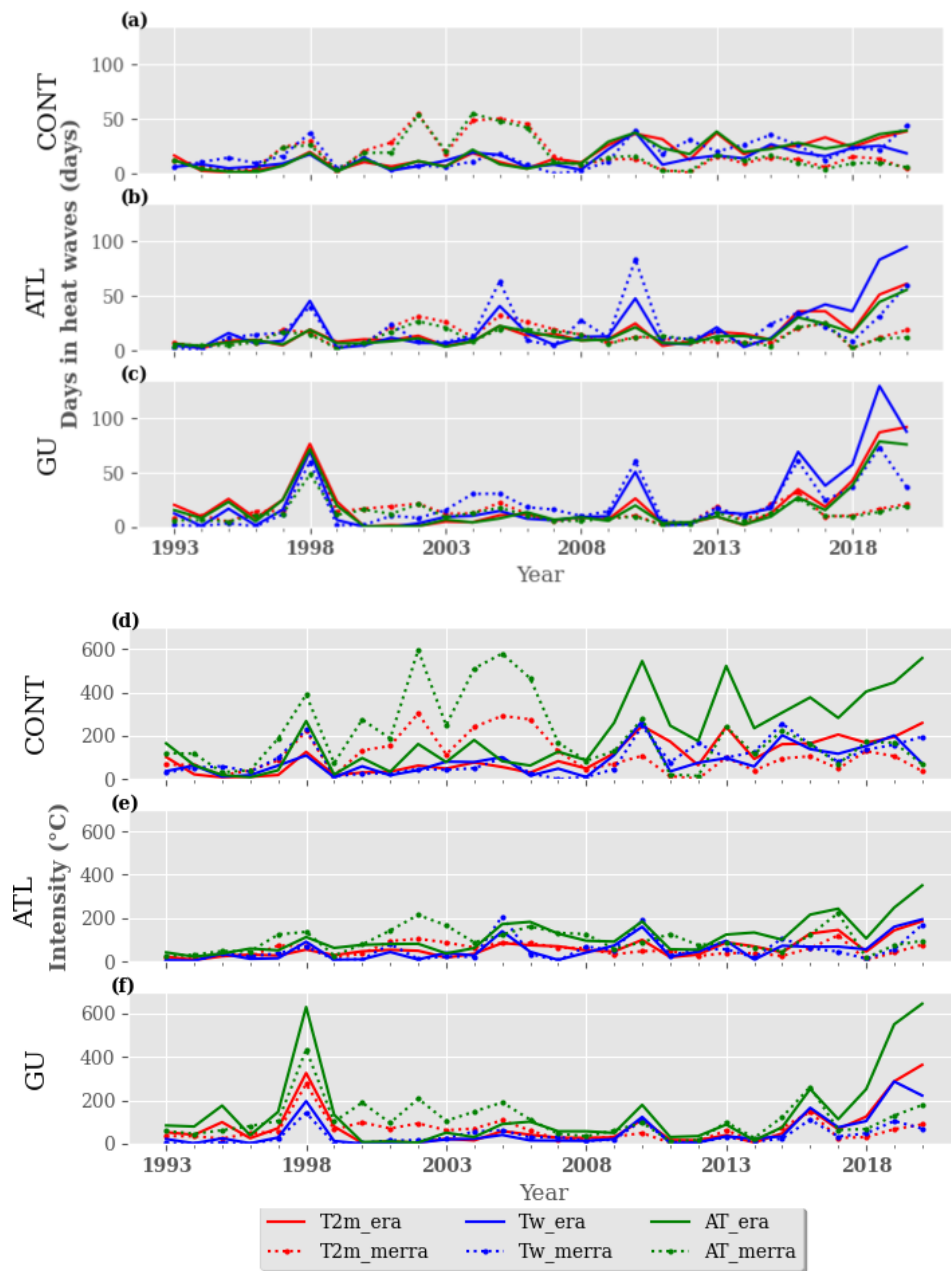 (a)
CONT
100
50
0
(b)
ATL
100
50
0
(c)
GU
100
50
0
Days in heat waves (days)
1993 1998 2003 2008 2013 2018
Year
(d)
CONT
600
400
200
0
(e)
ATL
600
400
200
0
Intensity (°C)
(f)
GU
600
400
200
0
1993 1998 2003 2008 2013 2018
Year
T2m_era Tw_era AT_era
T2m_merra Tw_merra AT_merra